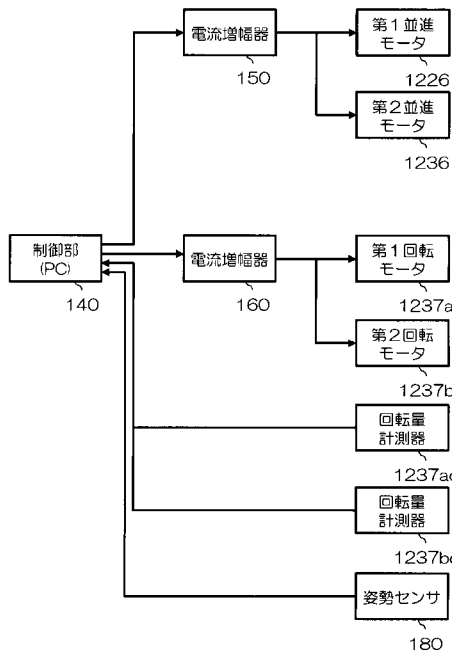 電流増幅器
150
第1並進
モータ
1226
第2並進
モータ
1236
制御部
(PC)
140
電流増幅器
160
第1回転
モータ
1237a
第2回転
モータ
1237b
回転量
計測器
1237ac
回転量
計測器
1237bc
姿勢センサ
180